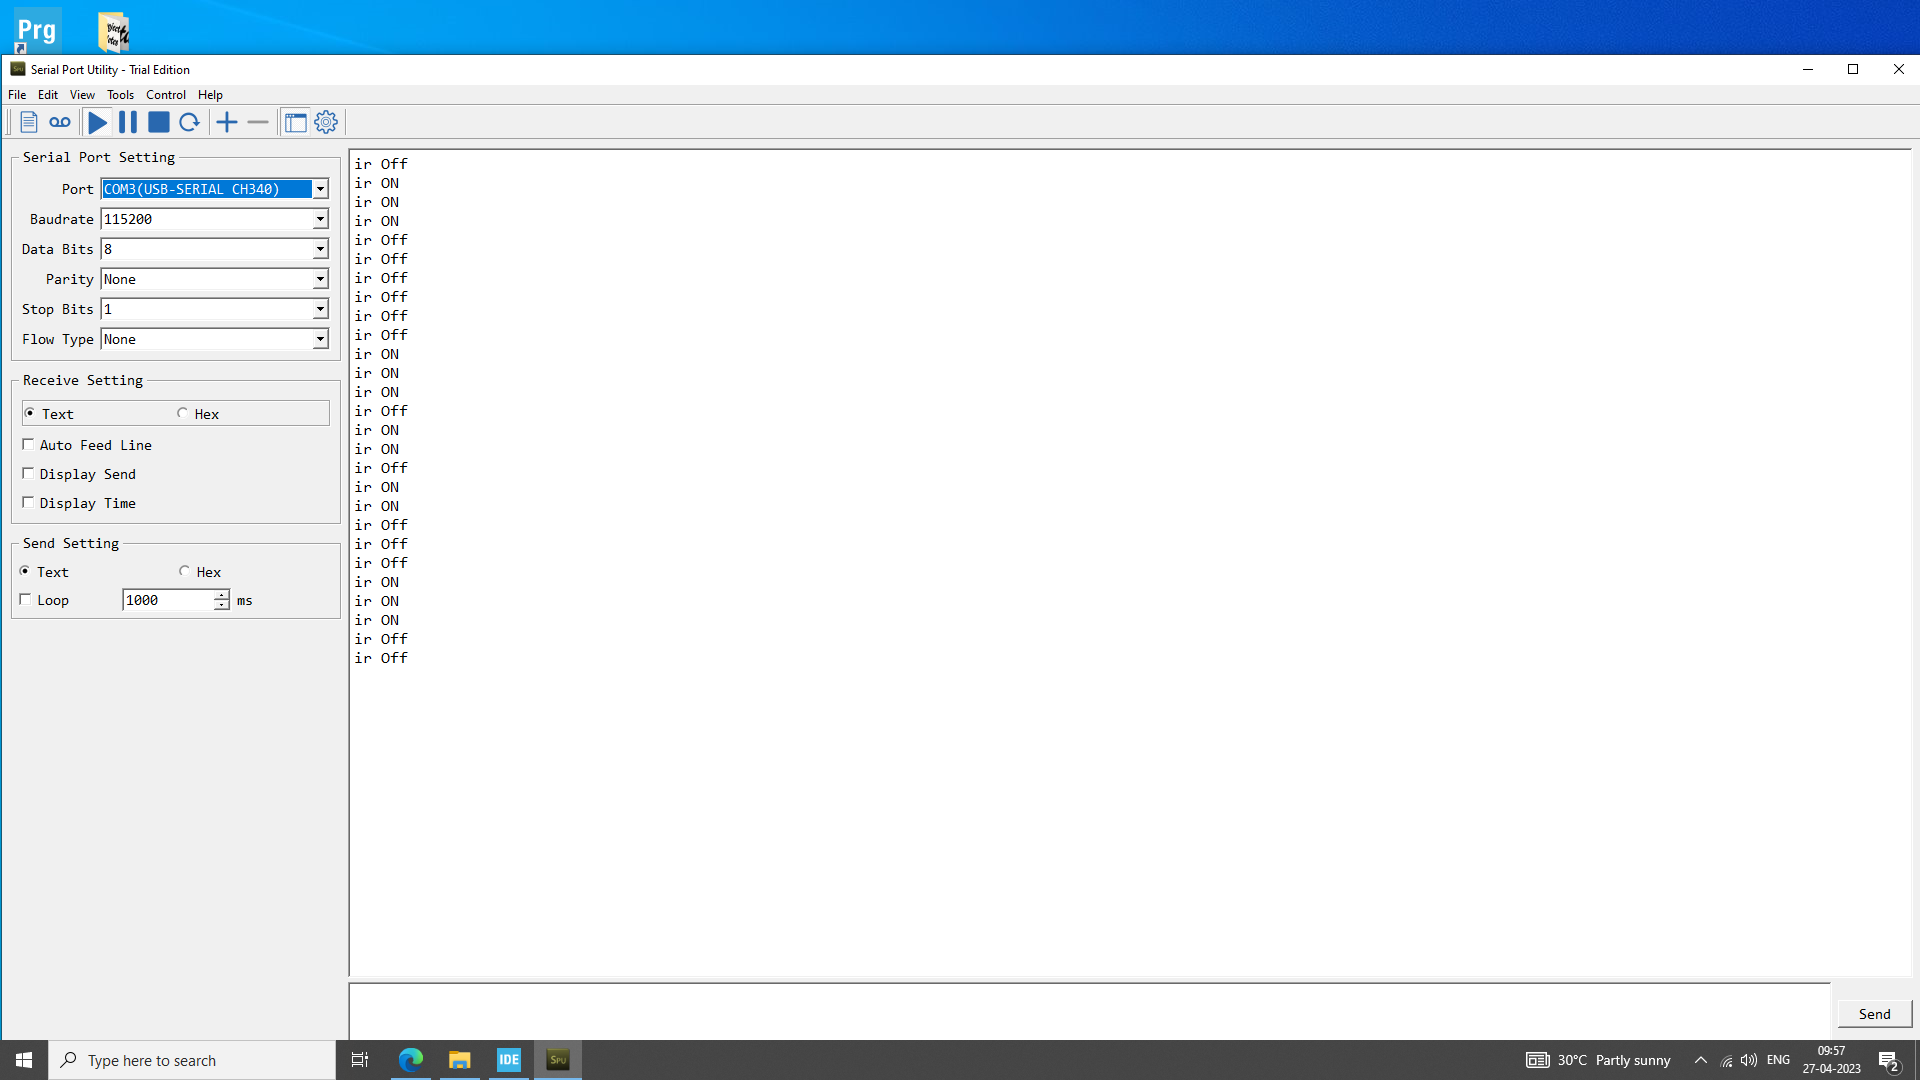 Prg
Serial Port Utility - Trial Edition
File Edit View Tools Control Help
Serial Port Setting
Port COM3(USB-SERIAL CH340)
Baudrate 115200
Data Bits 8
Parity None
Stop Bits 1
Flow Type None
Receive Setting
Text Hex
Auto Feed Line
Display Send
Display Time
Send Setting
Text Hex
Loop 1000 ms
ir Off
ir ON
ir ON
ir ON
ir Off
ir Off
ir Off
ir Off
ir Off
ir Off
ir ON
ir ON
ir ON
ir Off
ir ON
ir ON
ir Off
ir ON
ir ON
ir Off
ir Off
ir Off
ir ON
ir ON
ir ON
ir Off
ir Off
Send
Type here to search
IDE
SPU
30°C Partly sunny
ENG
09:57
27-04-2023
2